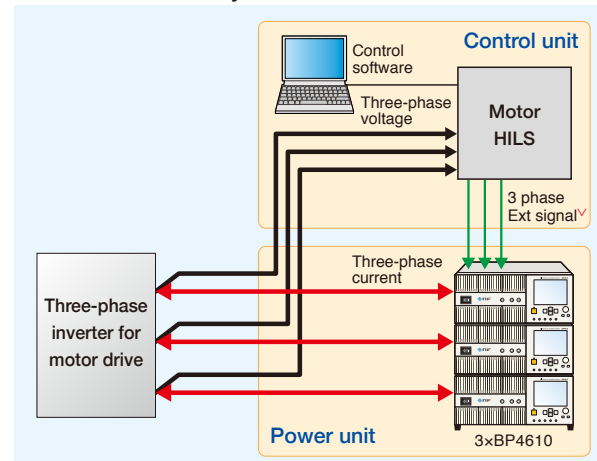 Control unit
Control
software
Three-phase
voltage
Motor
HILS
3 phase
Ext signal
Three-phase
current
Three-phase
inverter for
motor drive
Power unit
3×BP4610